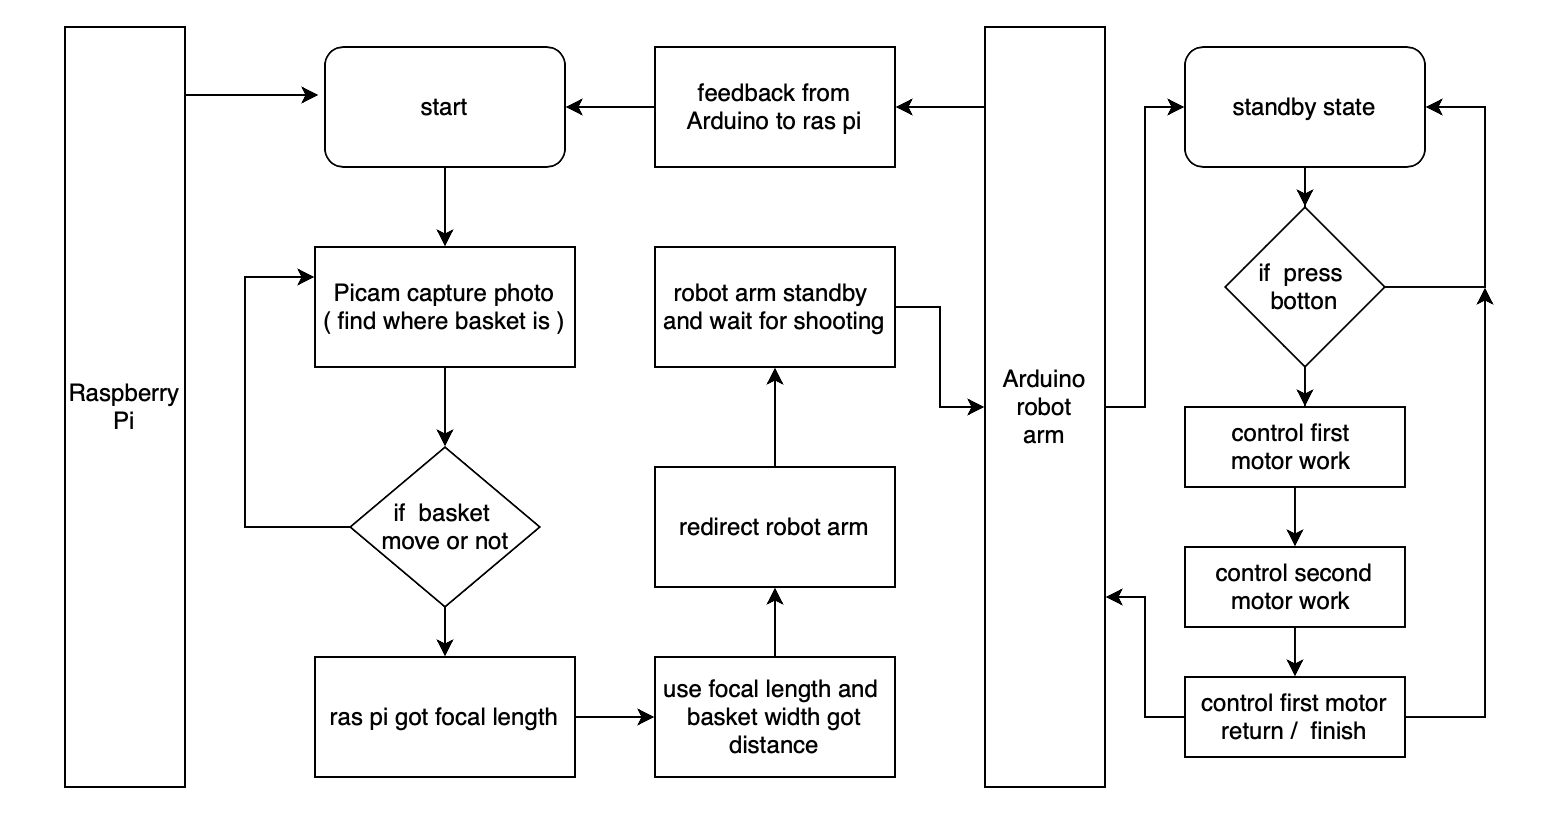 Raspberry
Pi
start
feedback from
Arduino to ras pi
Picam capture photo
( find where basket is )
robot arm standby
and wait for shooting
if  basket
move or not
redirect robot arm
ras pi got focal length
use focal length and
basket width got
distance
Arduino
robot
arm
standby state
if  press
botton
control first
motor work
control second
motor work
control first motor
return /  finish